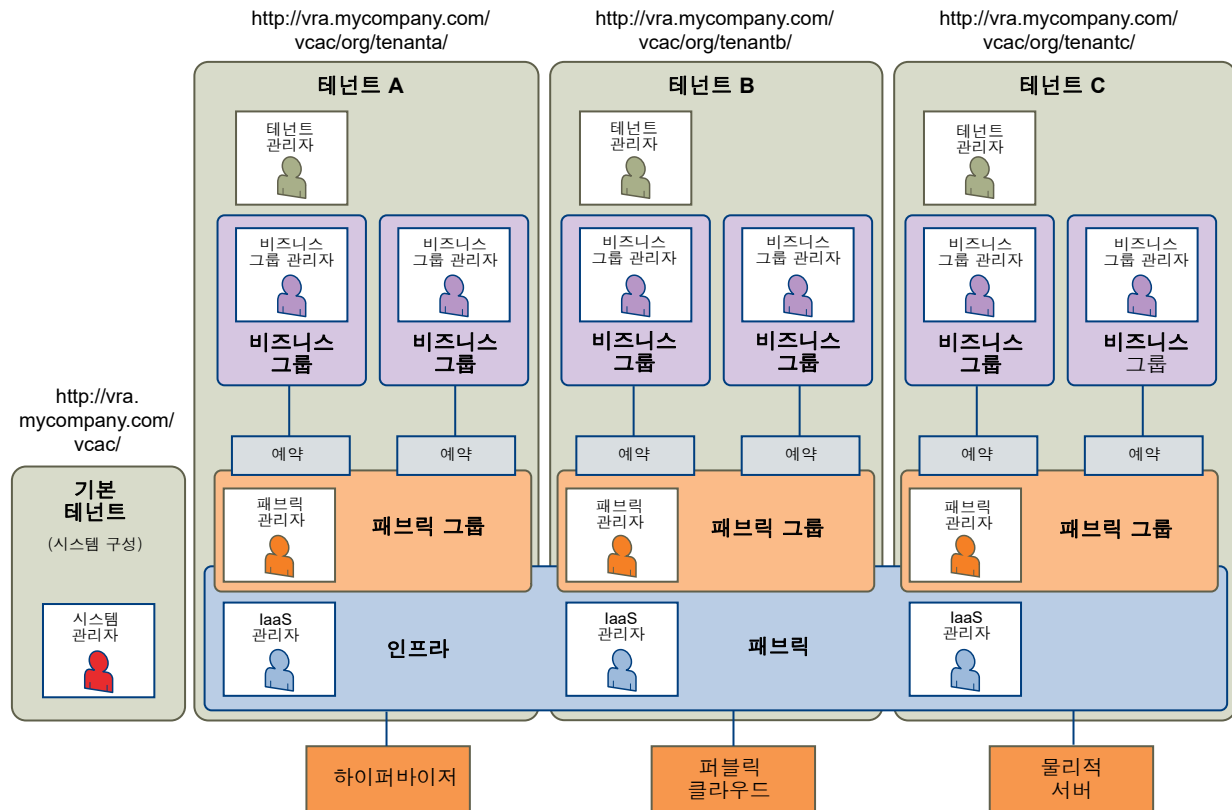 http://vra.mycompany.com/
vcac/org/tenanta/
http://vra.mycompany.com/
vcac/org/tenantb/
http://vra.mycompany.com/
vcac/org/tenantc/
테넌트 A
테넌트 B
테넌트 C
테넌트
관리자
테넌트
관리자
테넌트
관리자
비즈니스
그룹 관리자
비즈니스
그룹
비즈니스
그룹 관리자
비즈니스
그룹
비즈니스
그룹 관리자
비즈니스
그룹
비즈니스
그룹 관리자
비즈니스
그룹
비즈니스
그룹 관리자
비즈니스
그룹
비즈니스
그룹 관리자
비즈니스
그룹
http://vra.
mycompany.com/
vcac/
기본
테넌트
(시스템 구성)
시스템
관리자
예약
예약
예약
예약
예약
예약
패브릭
관리자
패브릭 그룹
패브릭
관리자
패브릭 그룹
패브릭
관리자
패브릭 그룹
IaaS
관리자
인프라
IaaS
관리자
패브릭
IaaS
관리자
하이퍼바이저
퍼블릭
클라우드
물리적
서버